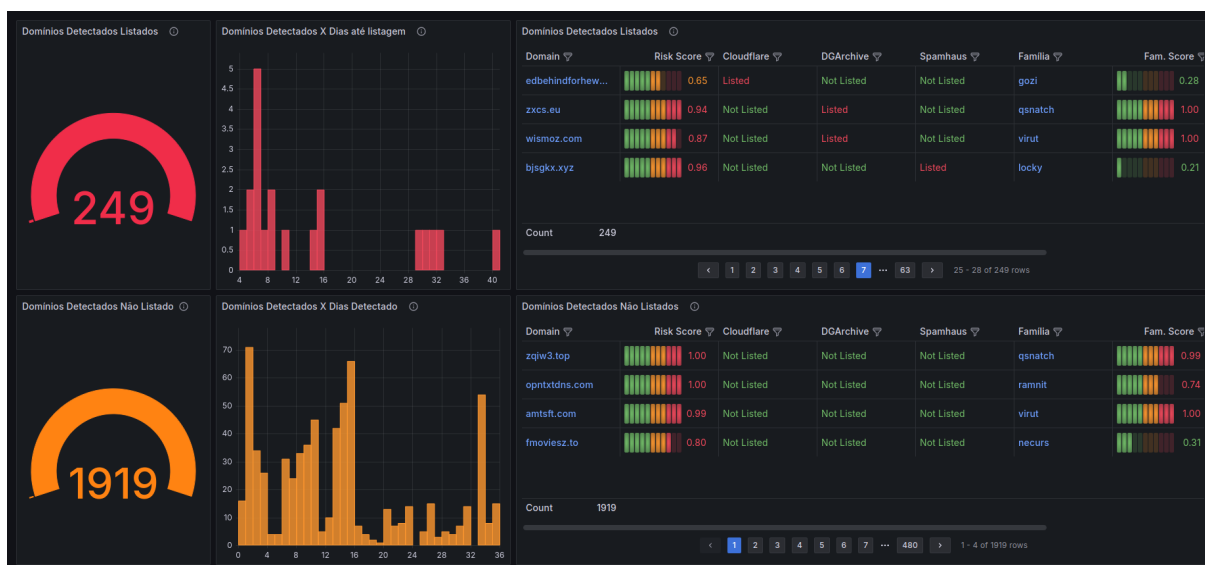 Domínios Detectados Listados
249
Domínios Detectados X Dias até listagem
5
4.5
4
3.5
3
2.5
2
1.5
1
0.5
0
4 8 12 16 20 24 28 32 36 40
Domínios Detectados Listados
Domain Risk Score Cloudflare DGArchive Spamhaus Família Fam. Score
edbehindforhew... 0.65 Listed Not Listed Not Listed gozi 0.28
zxcs.eu 0.94 Not Listed Listed Not Listed qsnatch 1.00
wismoz.com 0.87 Not Listed Listed Not Listed virut 1.00
bjsgkx.xyz 0.96 Not Listed Not Listed Listed locky 0.21
Count 249
‹ 1 2 3 4 5 6 7 ··· 63 › 25 - 28 of 249 rows
Domínios Detectados Não Listado
1919
Domínios Detectados X Dias Detectado
70
60
50
40
30
20
10
0
0 4 8 12 16 20 24 28 32 36
Domínios Detectados Não Listados
Domain Risk Score Cloudflare DGArchive Spamhaus Família Fam. Score
zqiw3.top 1.00 Not Listed Not Listed Not Listed qsnatch 0.99
opntxtdns.com 1.00 Not Listed Not Listed Not Listed ramnit 0.74
amtsft.com 0.99 Not Listed Not Listed Not Listed virut 1.00
fmoviesz.to 0.80 Not Listed Not Listed Not Listed necurs 0.31
Count 1919
‹ 1 2 3 4 5 6 7 ··· 480 › 1 - 4 of 1919 rows